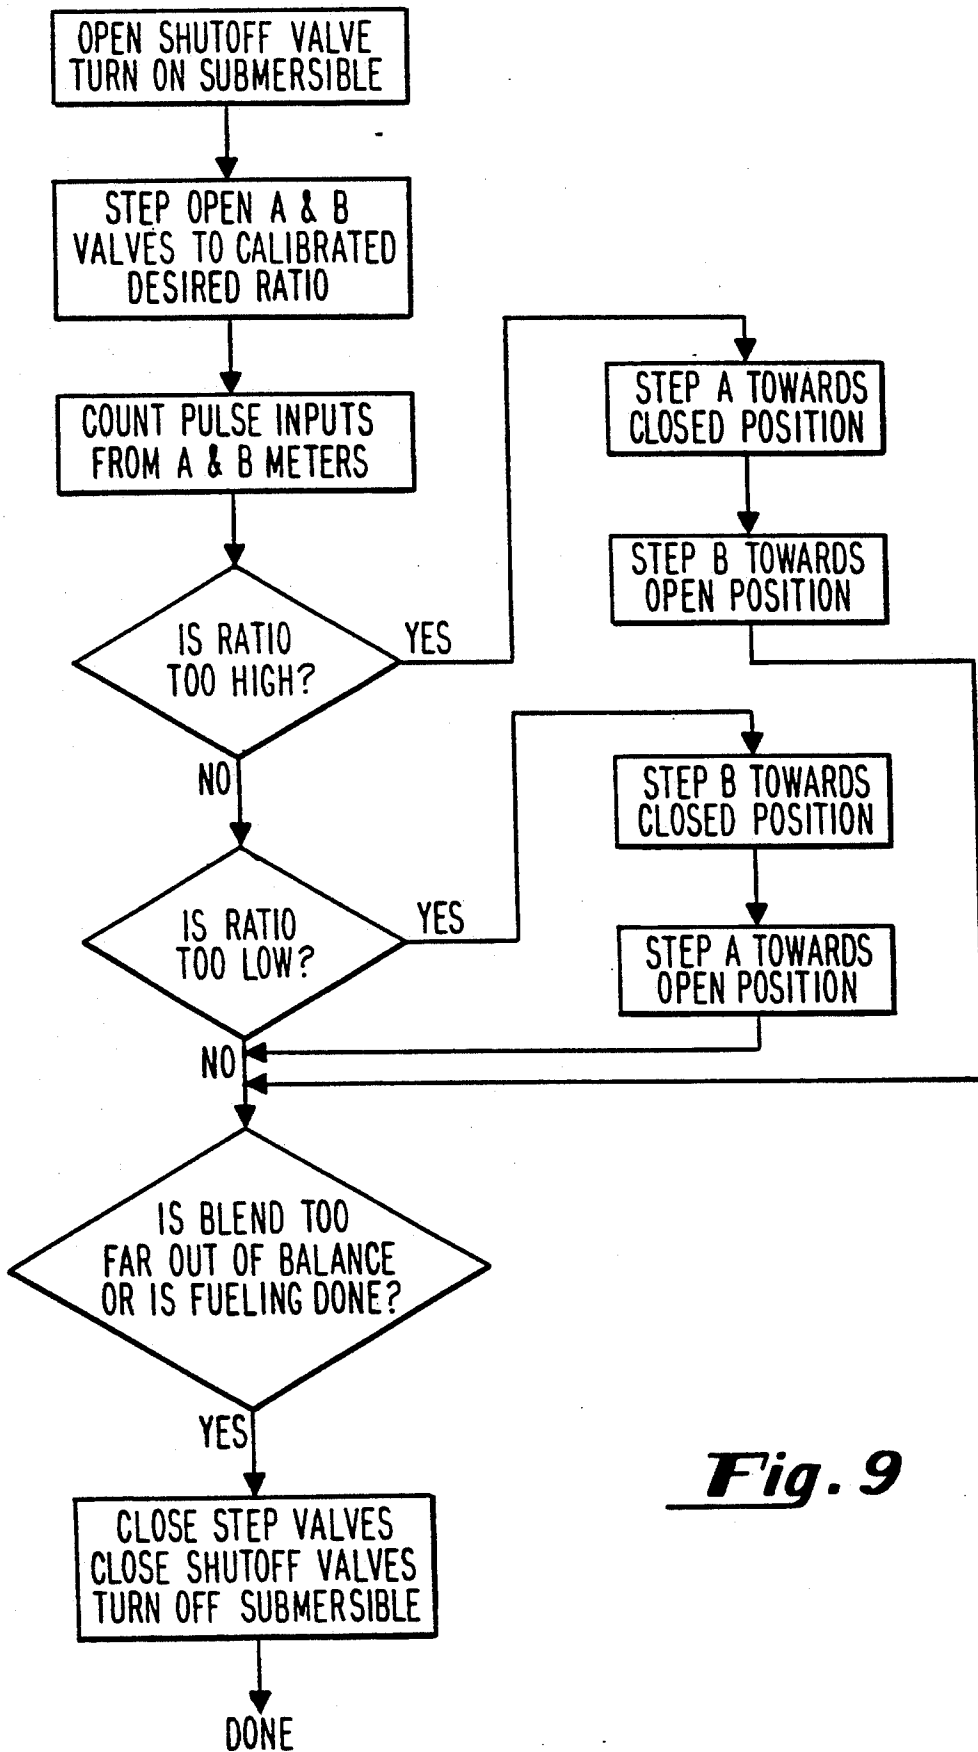 OPEN SHUTOFF VALVE
TURN ON SUBMERSIBLE
STEP OPEN A & B
VALVES TO CALIBRATED
DESIRED RATIO
COUNT PULSE INPUTS
FROM A & B METERS
IS RATIO
TOO HIGH?
YES
NO
STEP A TOWARDS
CLOSED POSITION
STEP B TOWARDS
OPEN POSITION
IS RATIO
TOO LOW?
YES
NO
STEP B TOWARDS
CLOSED POSITION
STEP A TOWARDS
OPEN POSITION
IS BLEND TOO
FAR OUT OF BALANCE
OR IS FUELING DONE?
YES
CLOSE STEP VALVES
CLOSE SHUTOFF VALVES
TURN OFF SUBMERSIBLE
DONE
Fig. 9